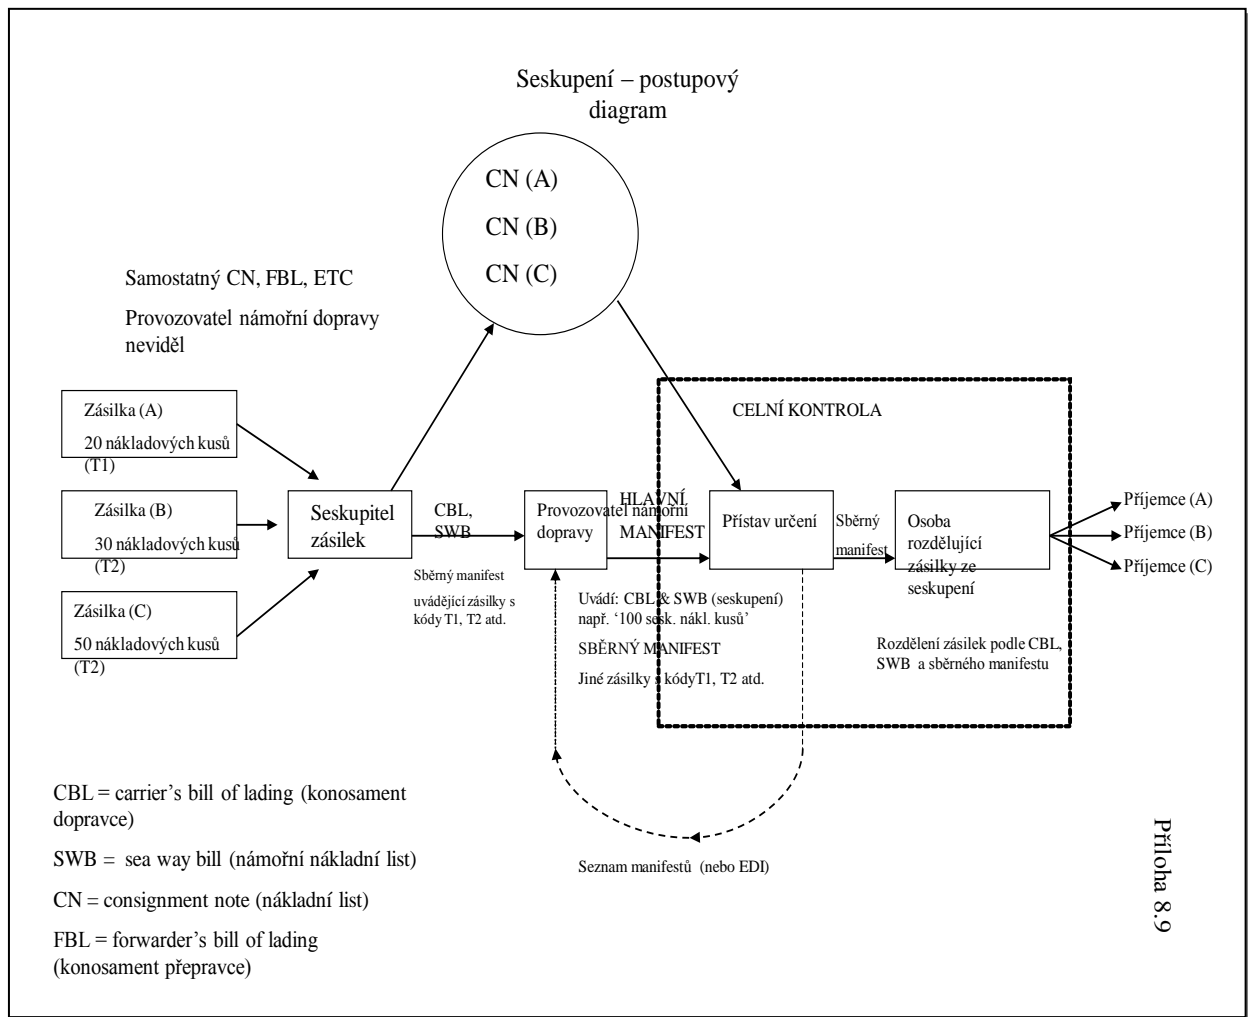 Seskupení – postupový
diagram
CN (A)
CN (B)
CN (C)
Samostatný CN, FBL, ETC
Provozovatel námořní dopravy
neviděl
Zásilka (A)
20 nákladových kusů
(T1)
Zásilka (B)
30 nákladových kusů
(T2)
Zásilka (C)
50 nákladových kusů
(T2)
Seskupitel
zásilek
CBL,
SWB
Sběrný manifest
uvádějící zásilky s
kódy T1, T2 atd.
Provozovatel námořní
dopravy
HLAVNÍ
MANIFEST
Uvádí: CBL & SWB (seskupení)
např. ‘100 sesk. nákl. kusů’
SBĚRNÝ MANIFEST
Jiné zásilky s kódyT1, T2 atd.
CELNÍ KONTROLA
Přístav určení
Sběrný
manifest
Osoba
rozdělující
zásilky ze
seskupení
Rozdělení zásilek podle CBL,
SWB a sběrného manifestu
Příjemce (A)
Příjemce (B)
Příjemce (C)
Seznam manifestů (nebo EDI)
CBL = carrier’s bill of lading (konosament
dopravce)
SWB = sea way bill (námořní nákladní list)
CN = consignment note (nákladní list)
FBL = forwarder’s bill of lading
(konosament přepravce)
Příloha 8.9